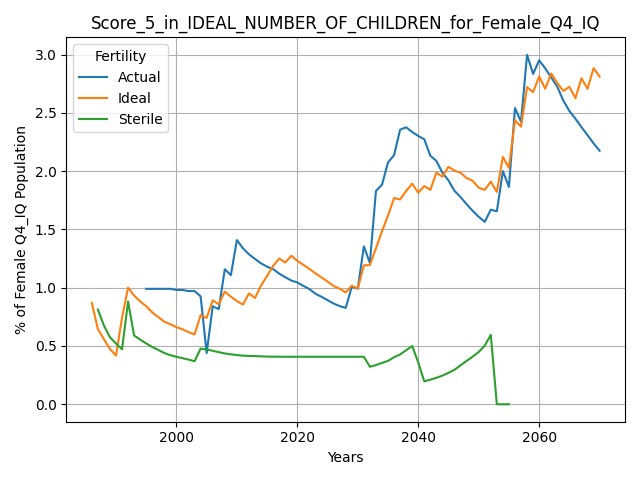 Score_5_in_IDEAL_NUMBER_OF_CHILDREN_for_Female_Q4_IQ
Fertility
Actual
Ideal
Sterile
% of Female Q4_IQ Population
3.0
2.5
2.0
1.5
1.0
0.5
0.0
2000
2020
2040
2060
Years